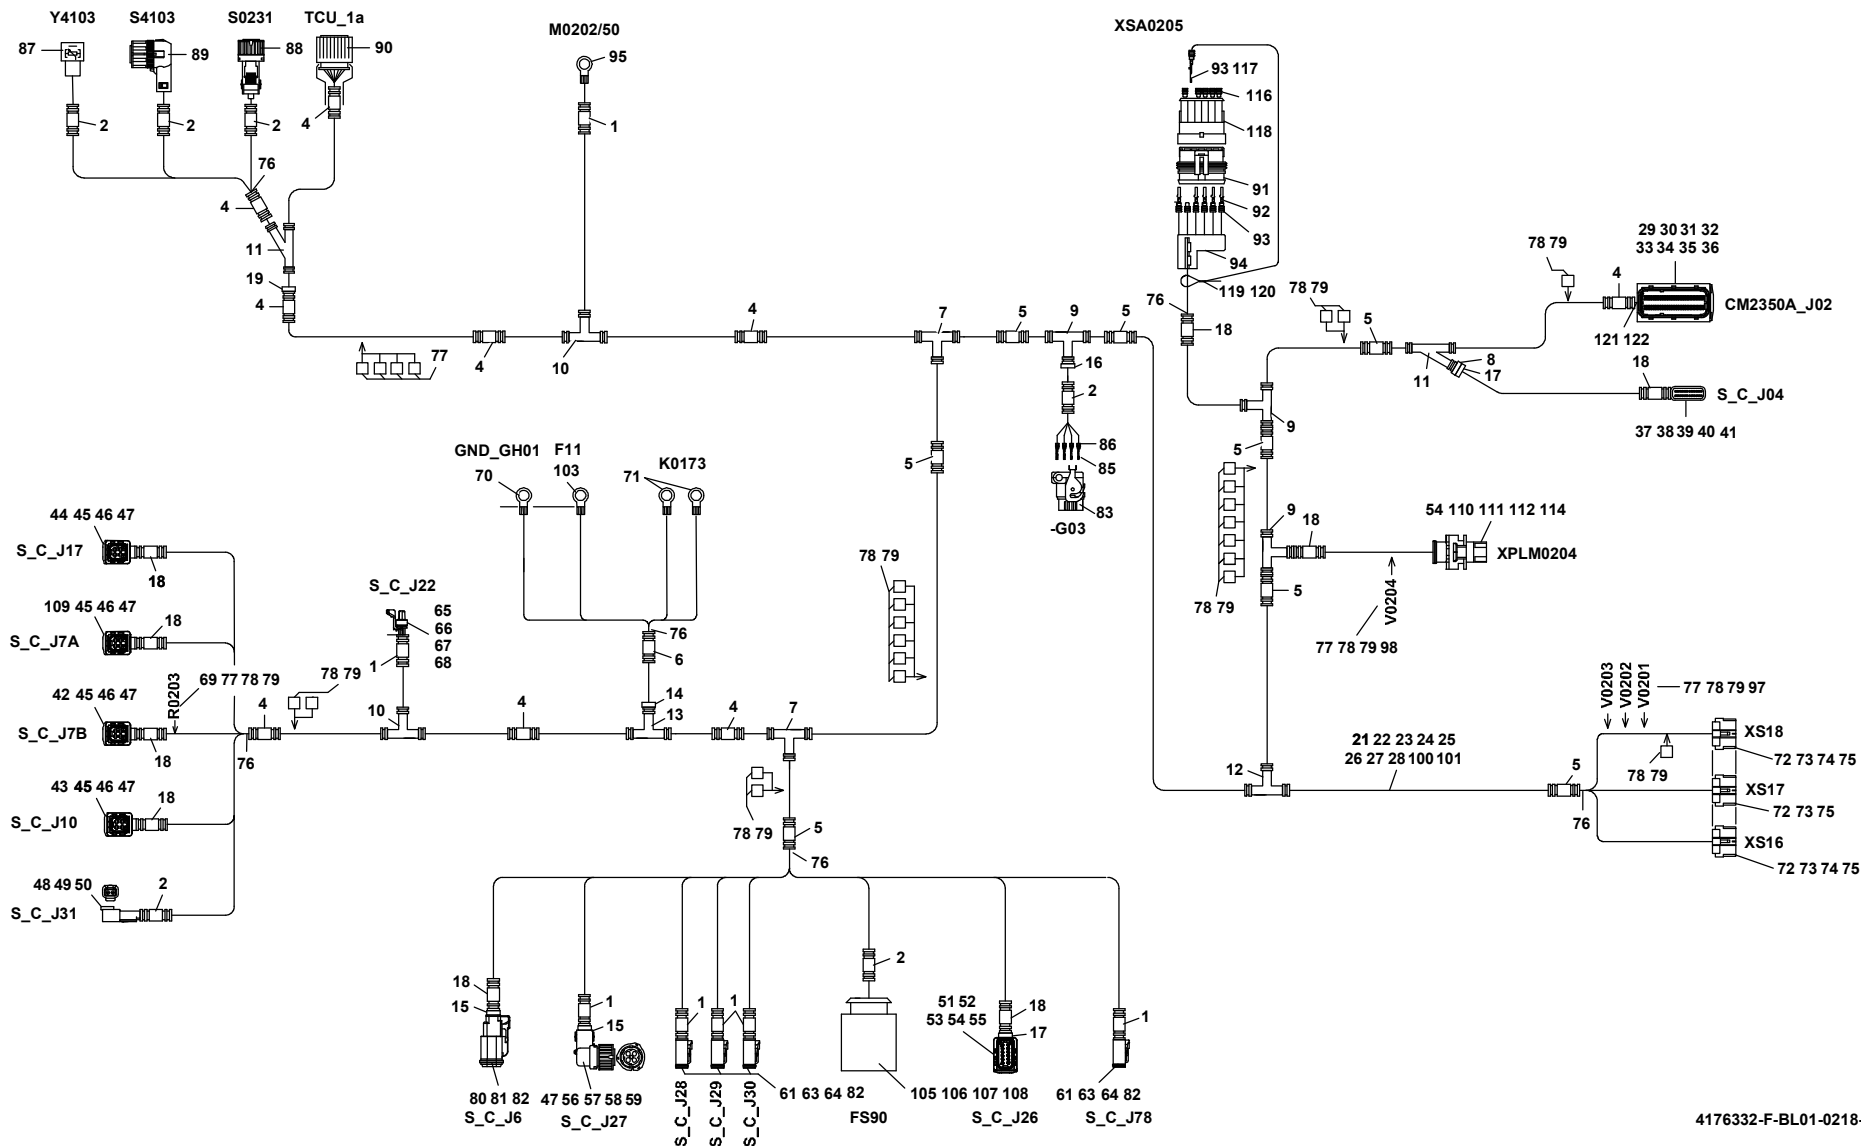 Y4103
S4103
S0231
TCU_1a
87
89
88
90
2
2
2
4
76
4
11
19
4
M0202/50
95
1
77
4
10
4
7
5
9
5
16
2
86
85
83
-G03
XSA0205
93 117
116
118
91
92
93
94
119 120
76
18
78 79
5
78 79
4
29 30 31 32
33 34 35 36
CM2350A_J02
121 122
11
8
17
18
S_C_J04
37 38 39 40 41
9
5
78 79
9
18
54 110 111 112 114
XPLM0204
V0204
77 78 79 98
5
GND_GH01
70
F11
103
K0173
71
5
78 79
76
6
14
13
44 45 46 47
S_C_J17
18
109 45 46 47
S_C_J7A
18
42 45 46 47
S_C_J7B
18
R0203
69 77 78 79
4
76
78 79
43 45 46 47
S_C_J10
18
48 49 50
2
S_C_J31
S_C_J22
65
66
67
68
1
10
4
4
7
78 79
5
76
12
21 22 23 24 25
26 27 28 100 101
5
76
V0203
V0202
V0201
77 78 79 97
78 79
XS18
72 73 74 75
XS17
72 73 75
XS16
72 73 74 75
18
15
80 81 82
S_C_J6
1
15
47 56 57 58 59
S_C_J27
1
1
S_C_J28
S_C_J29
S_C_J30
61 63 64 82
2
FS90
105 106 107 108
51 52
53 54 55
18
17
S_C_J26
1
61 63 64 82
S_C_J78
4176332-F-BL01-0218-